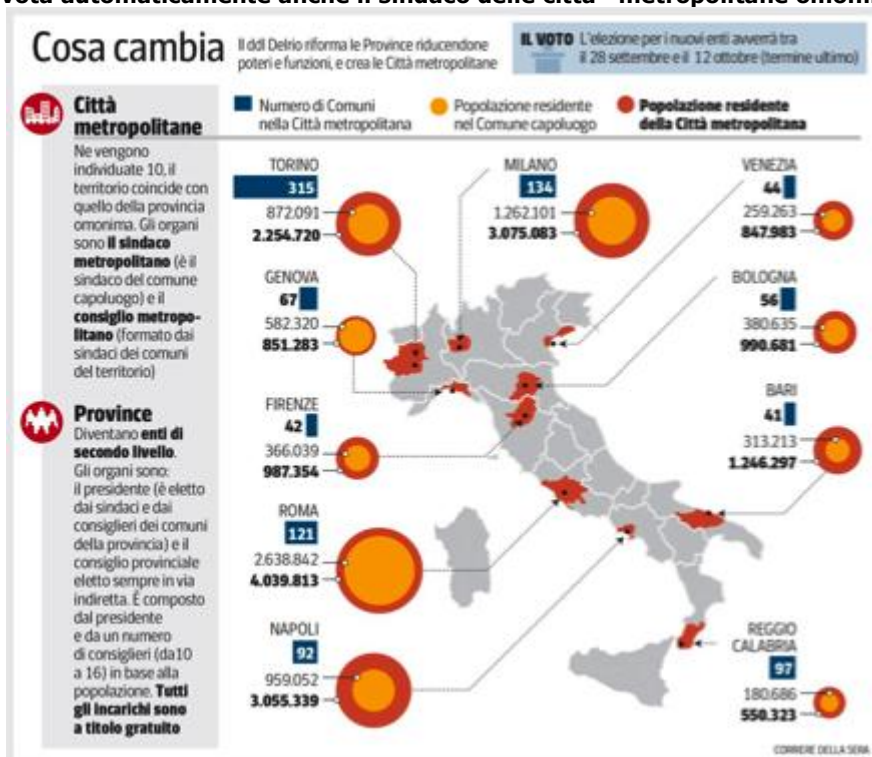 vota automaticamente anche il sindaco delle città metropolitane
Cosa cambia
Il ddl Delrio riforma le Province riducendone
poteri e funzioni, e crea le Città metropolitane
IL VOTO L'elezione per i nuovi enti avverrà tra
il 28 settembre e il 12 ottobre (termine ultimo)
Città
metropolitane
Ne vengono
individuate 10, il
territorio coincide con
quello della provincia
omonima. Gli organi
sono il sindaco
metropolitano (è il
sindaco del comune
capoluogo) e il
consiglio metropo-
litano (formato dai
sindaci dei comuni
del territorio)
Province
Diventano enti di
secondo livello.
Gli organi sono:
il presidente (è eletto
dai sindaci e dai
consiglieri dei comuni
della provincia) e il
consiglio provinciale
eletto sempre in via
indiretta. È composto
dal presidente
e da un numero
di consiglieri (da 10
a 16) in base alla
popolazione. Tutti
gli incarichi sono
a titolo gratuito
Numero di Comuni
nella Città metropolitana
Popolazione residente
nel Comune capoluogo
Popolazione residente
della Città metropolitana
TORINO
315
872.091
2.254.720
MILANO
134
1.262.101
3.075.083
VENEZIA
44
259.263
847.983
GENOVA
67
582.320
851.283
BOLOGNA
56
380.635
990.681
FIRENZE
42
366.039
987.354
BARI
41
313.213
1.246.297
ROMA
121
2.638.842
4.039.813
NAPOLI
92
959.052
3.055.339
REGGIO
CALABRIA
97
180.686
550.323
CORRIERE DELLA SERA